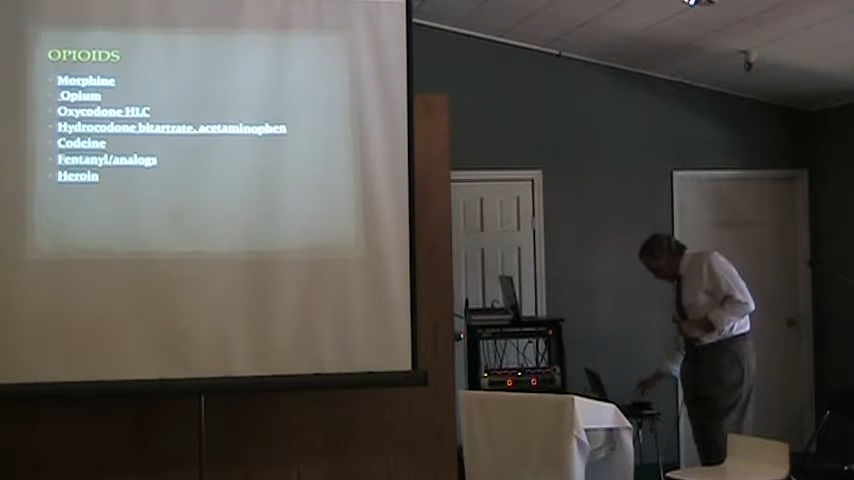 OPIOIDS
Morphine
Opium
Oxycodone HLC
Hydrocodone bitartrate, acetaminophen
Codeine
Fentanyl/analogs
Heroin